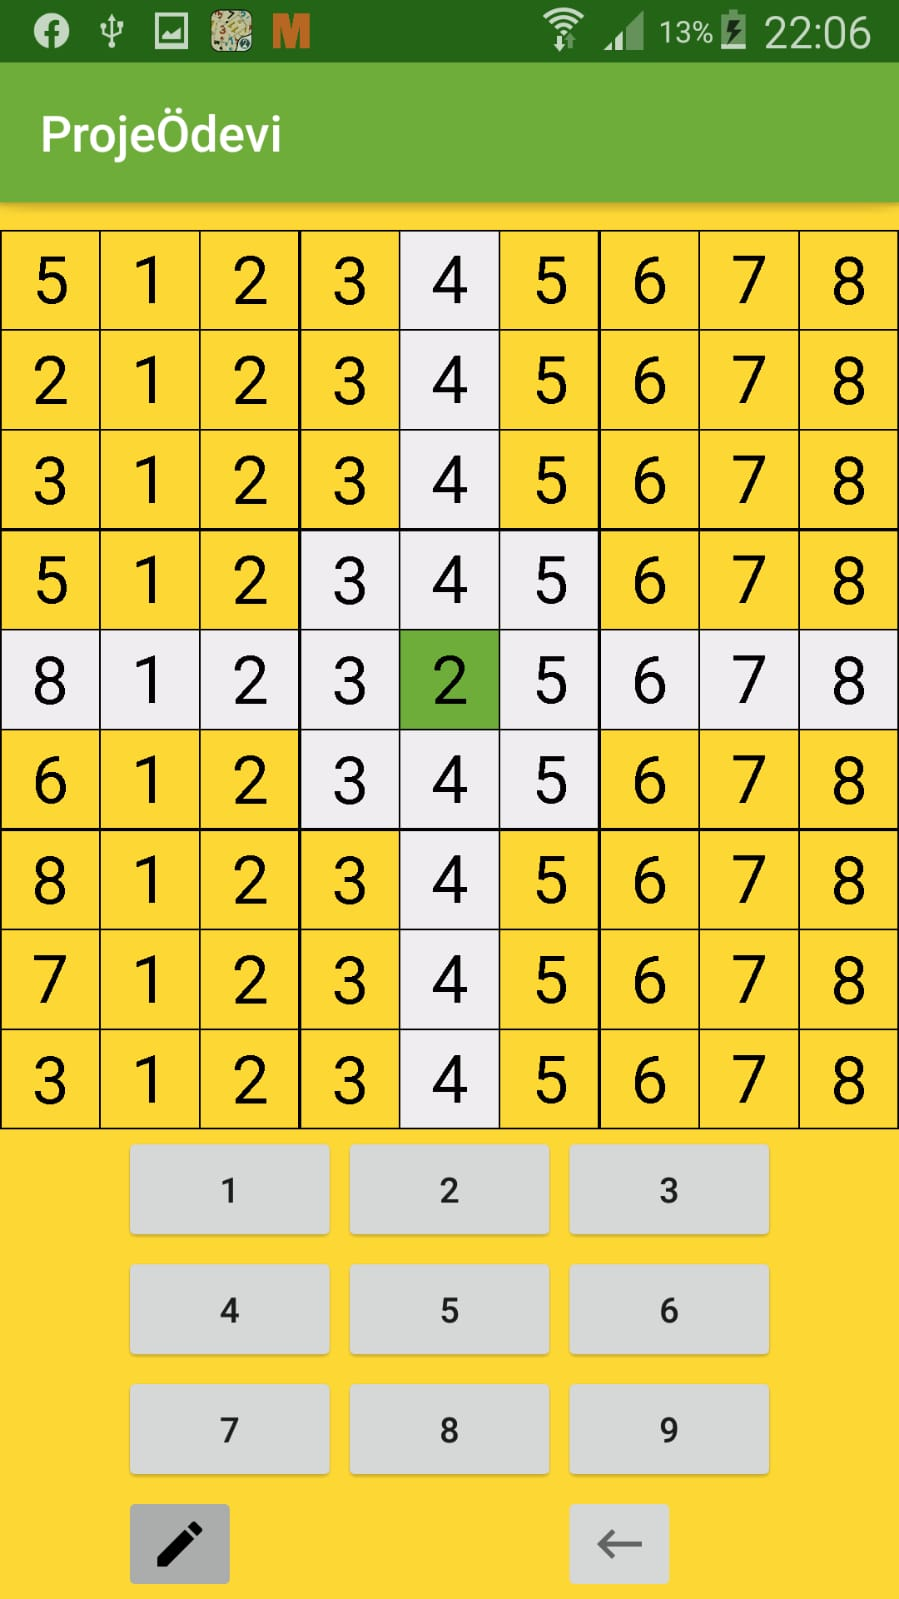 13% 22:06
ProjeÖdevi
5 1 2 3 4 5 6 7 8
2 1 2 3 4 5 6 7 8
3 1 2 3 4 5 6 7 8
5 1 2 3 4 5 6 7 8
8 1 2 3 2 5 6 7 8
6 1 2 3 4 5 6 7 8
8 1 2 3 4 5 6 7 8
7 1 2 3 4 5 6 7 8
3 1 2 3 4 5 6 7 8
1 2 3
4 5 6
7 8 9